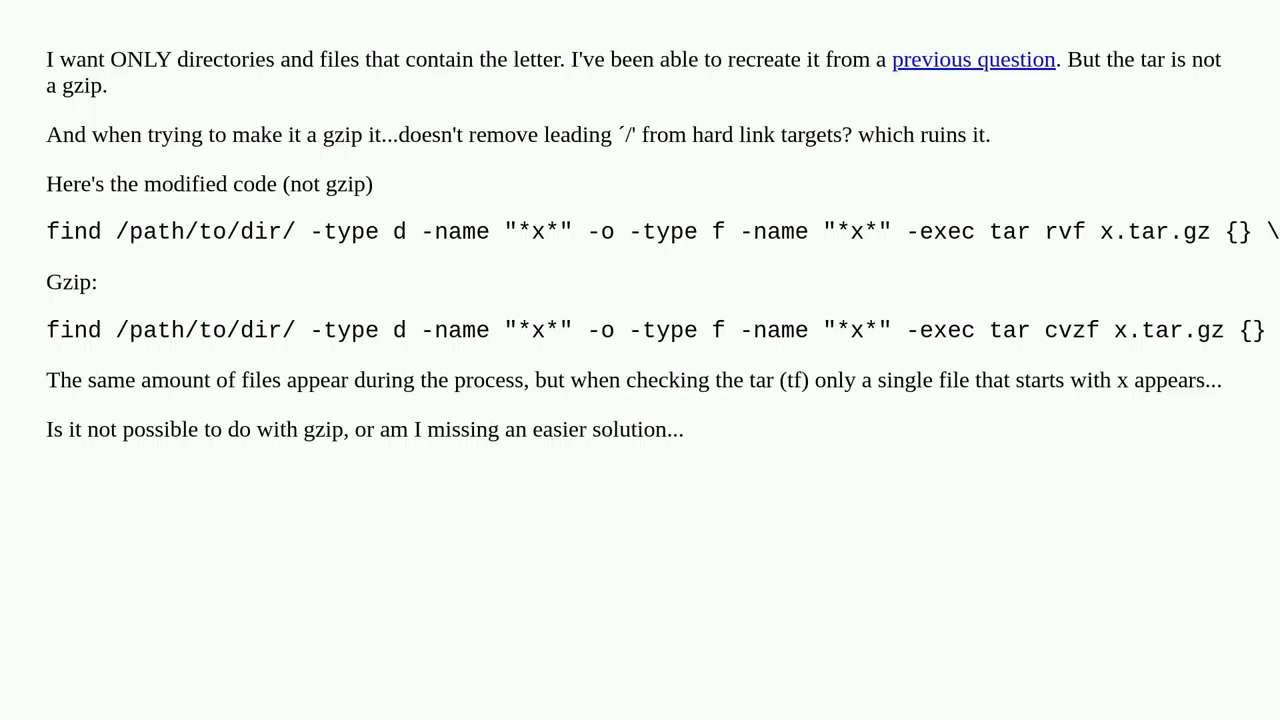 I want ONLY directories and files that contain the letter. I've been able to recreate it from a previous question. But the tar is not
a gzip.
And when trying to make it a gzip it...doesn't remove leading ´/' from hard link targets? which ruins it.
Here's the modified code (not gzip)
find /path/to/dir/ -type d -name "*x*" -o -type f -name "*x*" -exec tar rvf x.tar.gz {} \
Gzip:
find /path/to/dir/ -type d -name "*x*" -o -type f -name "*x*" -exec tar cvzf x.tar.gz {}
The same amount of files appear during the process, but when checking the tar (tf) only a single file that starts with x appears...
Is it not possible to do with gzip, or am I missing an easier solution...